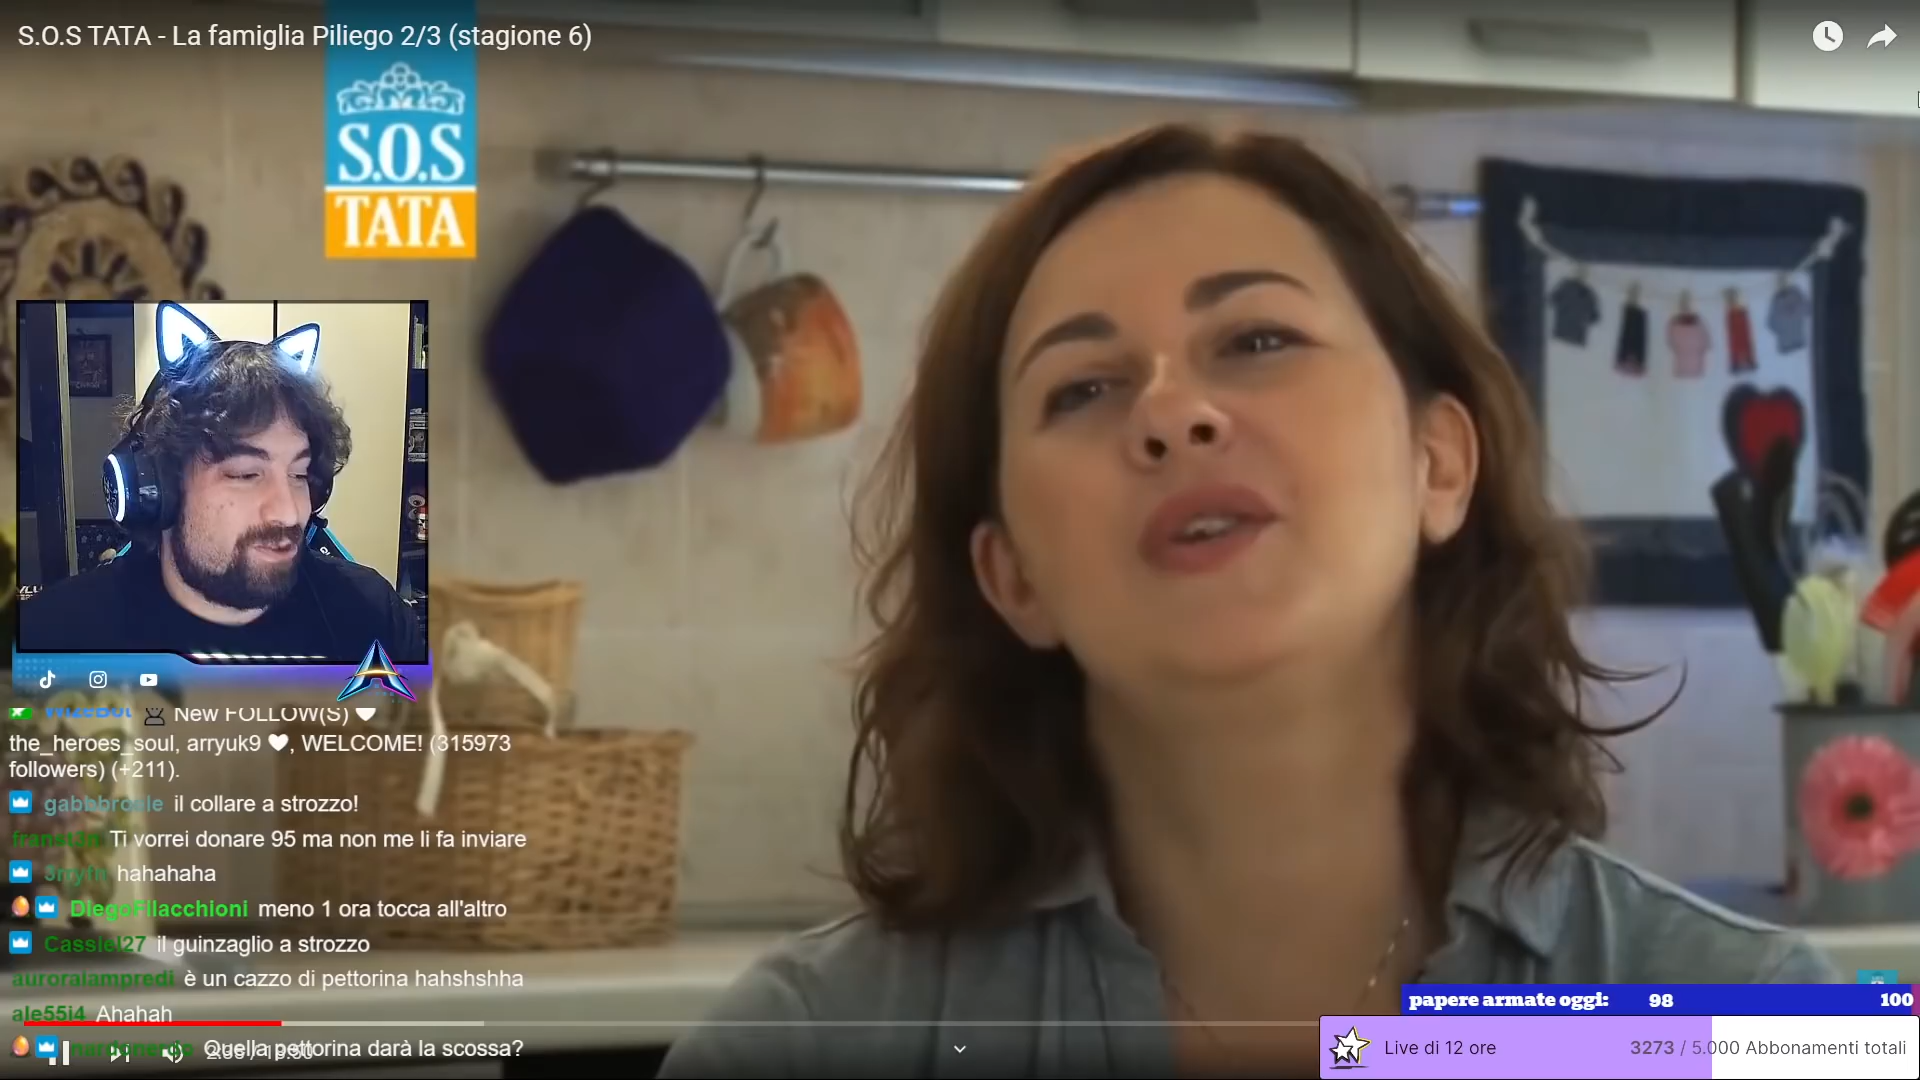 S.O.S TATA - La famiglia Piliego 2/3 (stagione 6)
S.O.S
TATA
WizeBot New FOLLOW(S)
the_heroes_soul, arryuk9, WELCOME! (315973
followers) (+211).
il collare a strozzo!
Ti vorrei donare 95 ma non me li fa inviare
hahahaha
DiegoFilacchioni meno 1 ora tocca all'altro
Cassiel27 il guinzaglio a strozzo
auroralampredi è un cazzo di pettorina hahshshha
ale55i4 Ahahah
Quella pettorina darà la scossa?
papere armate oggi: 98 100
Live di 12 ore 3273 / 5.000 Abbonamenti totali